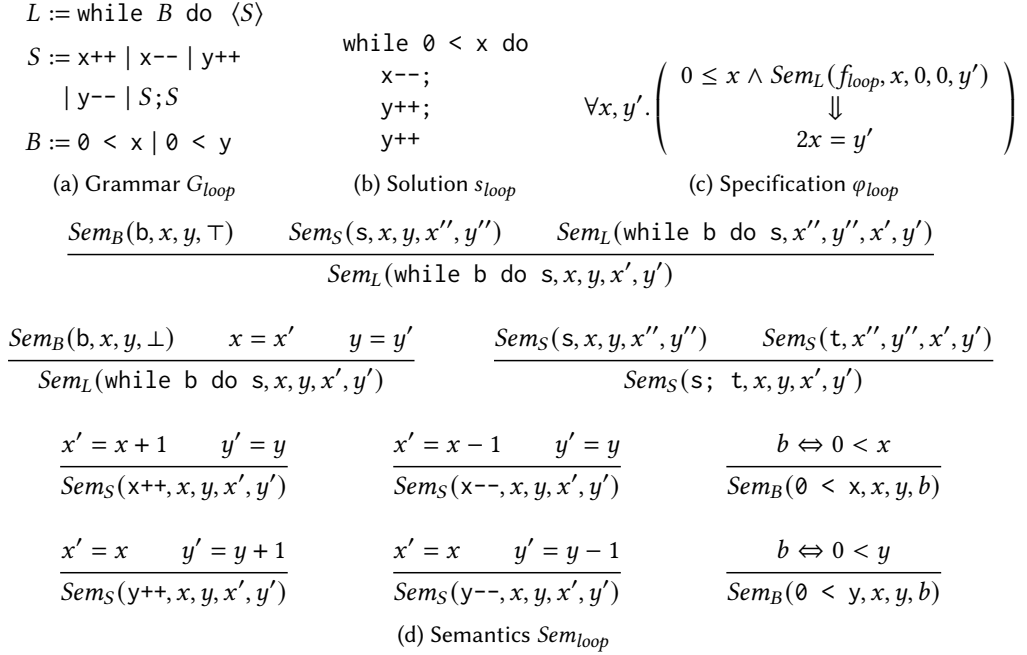 L := while B do ⟨S⟩
S := x++ | x-- | y++
| y-- | S;S
B := 0 < x | 0 < y
(a) Grammar G_loop
while 0 < x do
x--;
y++;
y++
(b) Solution s_loop
∀x, y′. ( 0 ≤ x ∧ Sem_L(f_loop, x, 0, 0, y′)
⇓
2x = y′ )
(c) Specification φ_loop
Sem_B(b, x, y, ⊤) Sem_S(s, x, y, x′′, y′′) Sem_L(while b do s, x′′, y′′, x′, y′)
Sem_L(while b do s, x, y, x′, y′)
Sem_B(b, x, y, ⊥) x = x′ y = y′
Sem_L(while b do s, x, y, x′, y′)
Sem_S(s, x, y, x′′, y′′) Sem_S(t, x′′, y′′, x′, y′)
Sem_S(s; t, x, y, x′, y′)
x′ = x + 1 y′ = y
Sem_S(x++, x, y, x′, y′)
x′ = x − 1 y′ = y
Sem_S(x--, x, y, x′, y′)
b ⇔ 0 < x
Sem_B(0 < x, x, y, b)
x′ = x y′ = y + 1
Sem_S(y++, x, y, x′, y′)
x′ = x y′ = y − 1
Sem_S(y--, x, y, x′, y′)
b ⇔ 0 < y
Sem_B(0 < y, x, y, b)
(d) Semantics Sem_loop